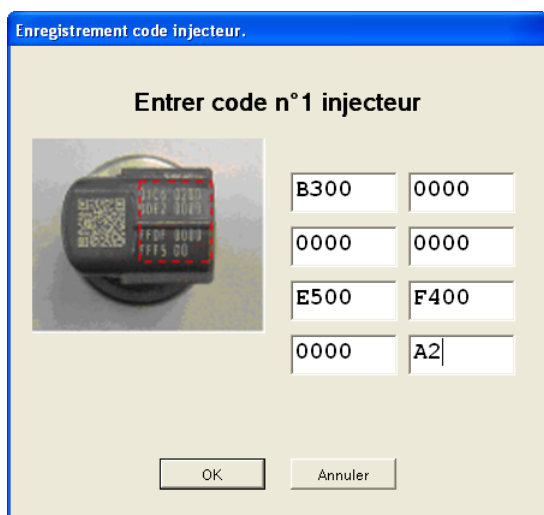 Enregistrement code injecteur.
Entrer code n°1 injecteur
B300 0000
0000 0000
E500 F400
0000 A2
OK Annuler